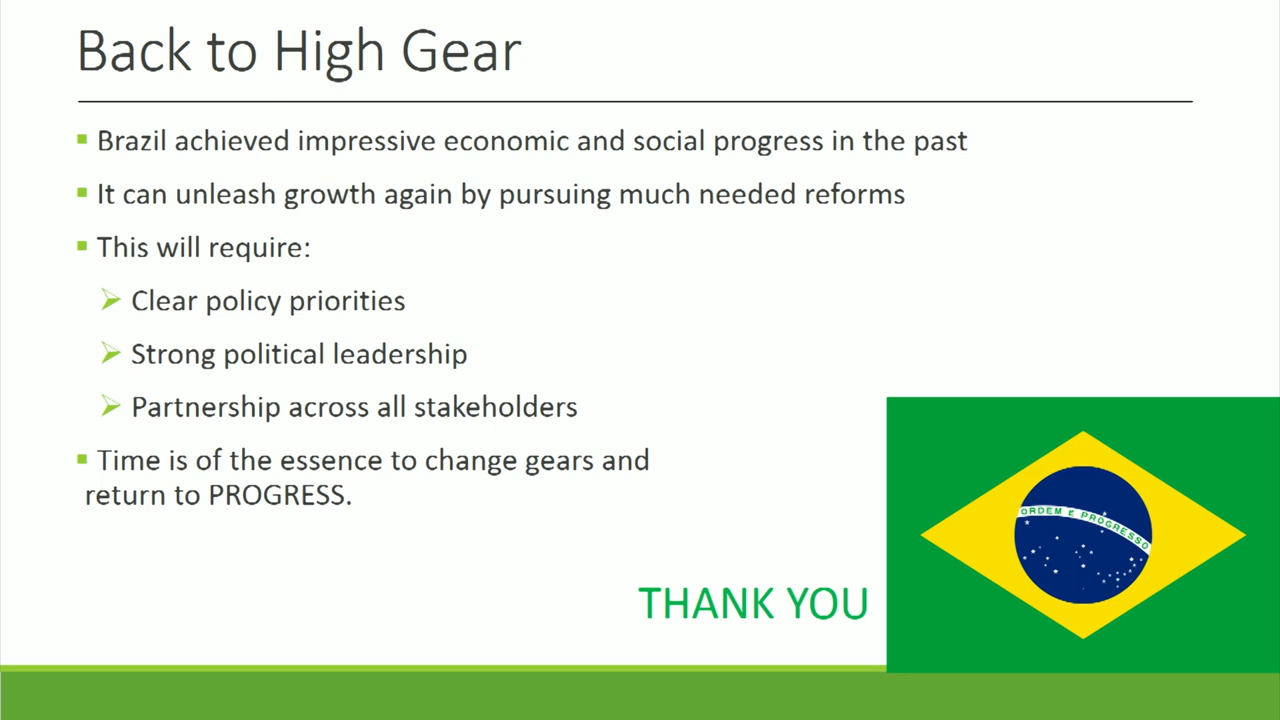 Back to High Gear
Brazil achieved impressive economic and social progress in the past
It can unleash growth again by pursuing much needed reforms
This will require:
Clear policy priorities
Strong political leadership
Partnership across all stakeholders
Time is of the essence to change gears and
return to PROGRESS.
ORDEM E PROGRESSO
THANK YOU